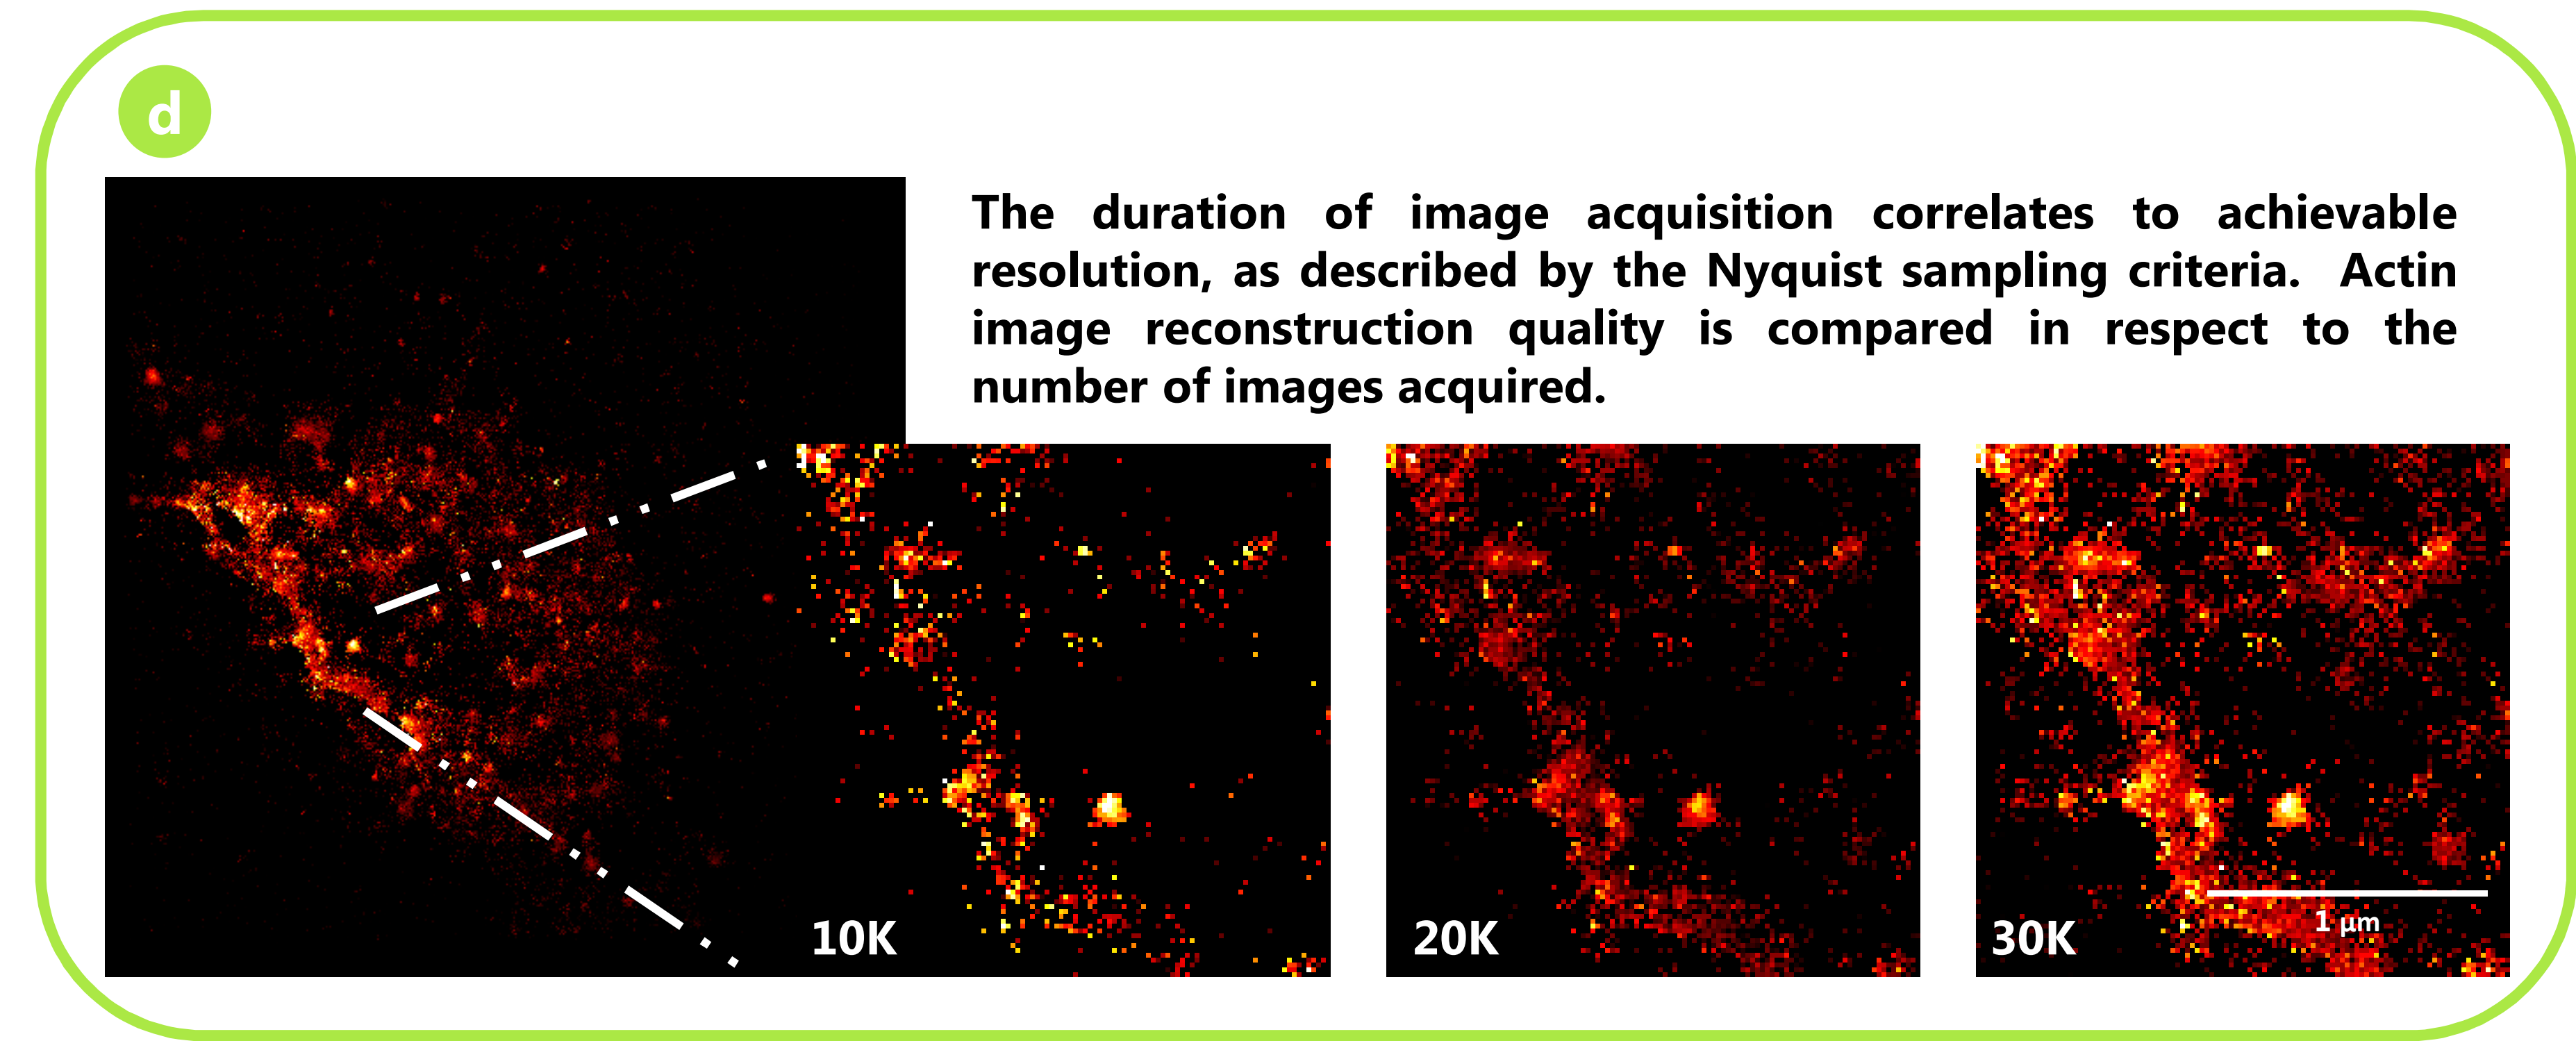 d
The duration of image acquisition correlates to achievable
resolution, as described by the Nyquist sampling criteria. Actin
image reconstruction quality is compared in respect to the
number of images acquired.
10K
20K
30K
1 μm